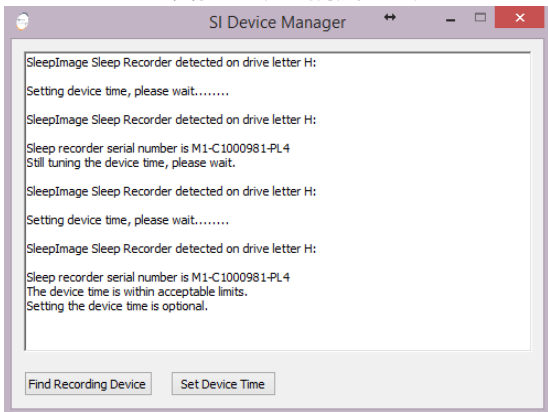 SI Device Manager
SleepImage Sleep Recorder detected on drive letter H:
Setting device time, please wait........
SleepImage Sleep Recorder detected on drive letter H:
Sleep recorder serial number is M1-C1000981-PL4
Still tuning the device time, please wait.
SleepImage Sleep Recorder detected on drive letter H:
Setting device time, please wait........
SleepImage Sleep Recorder detected on drive letter H:
Sleep recorder serial number is M1-C1000981-PL4
The device time is within acceptable limits.
Setting the device time is optional.
Find Recording Device
Set Device Time